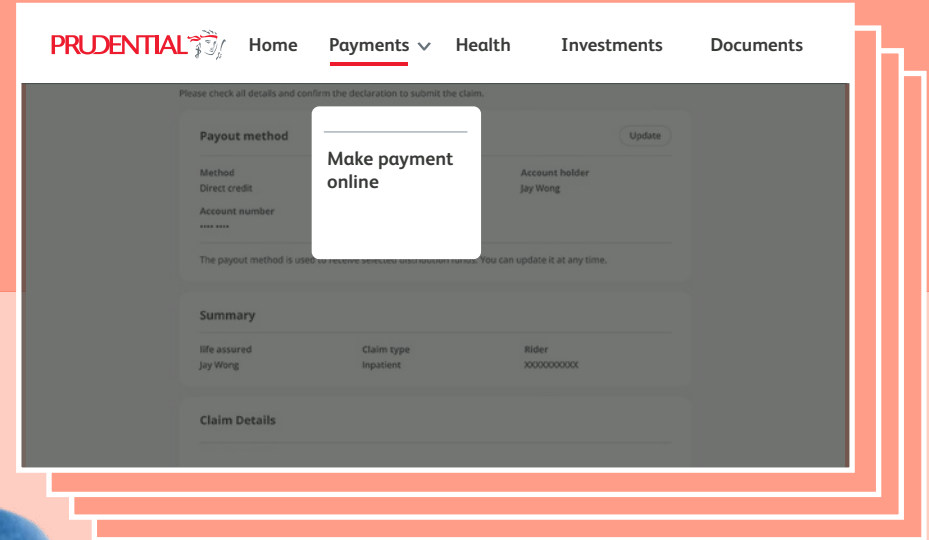 PRUDENTIAL Home Payments Health Investments Documents
Please check all details and confirm the declaration to submit the claim.
Payout method Update
Make payment
online
Method Account holder
Direct credit Jay Wong
Account number
•••• ••••
The payout method is used to receive selected distribution funds. You can update it at any time.
Summary
life assured Claim type Rider
Jay Wong Inpatient XXXXXXXXXX
Claim Details